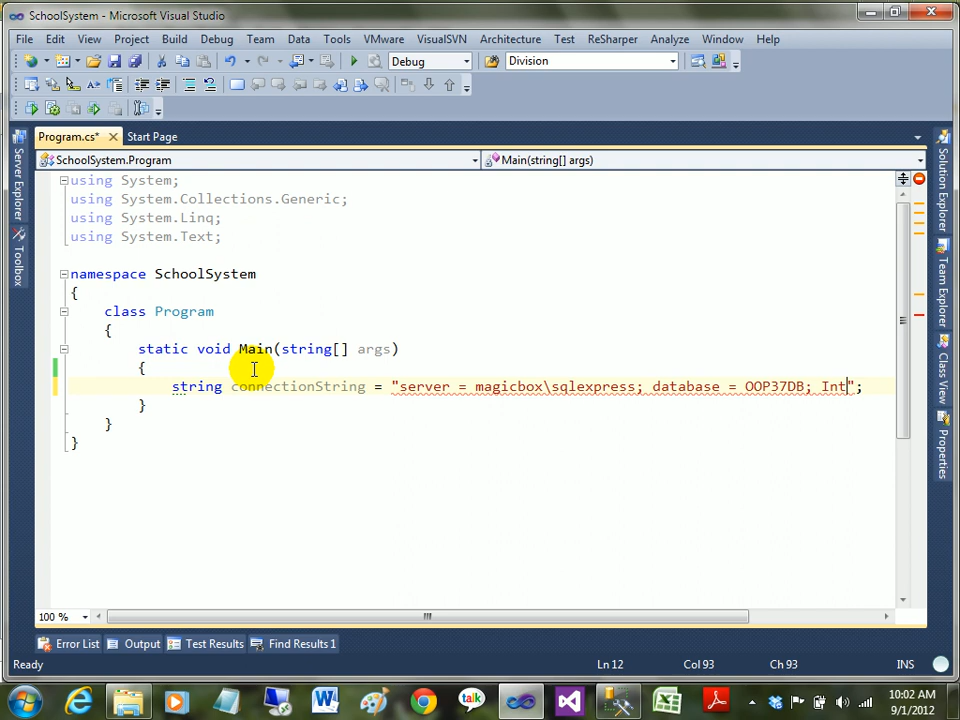 SchoolSystem - Microsoft Visual Studio
File Edit View Project Build Debug Team Data Tools VMware VisualSVN Architecture Test ReSharper Analyze Window Help
Debug Division
Program.cs* Start Page
SchoolSystem.Program Main(string[] args)
Server Explorer
Toolbox
using System;
using System.Collections.Generic;
using System.Linq;
using System.Text;
namespace SchoolSystem
{
class Program
{
static void Main(string[] args)
{
string connectionString = "server = magicbox\sqlexpress; database = OOP37DB; Int";
}
}
}
Solution Explorer
Team Explorer
Class View
Properties
100 %
Error List Output Test Results Find Results 1
Ready Ln 12 Col 93 Ch 93 INS
talk
10:02 AM
9/1/2012